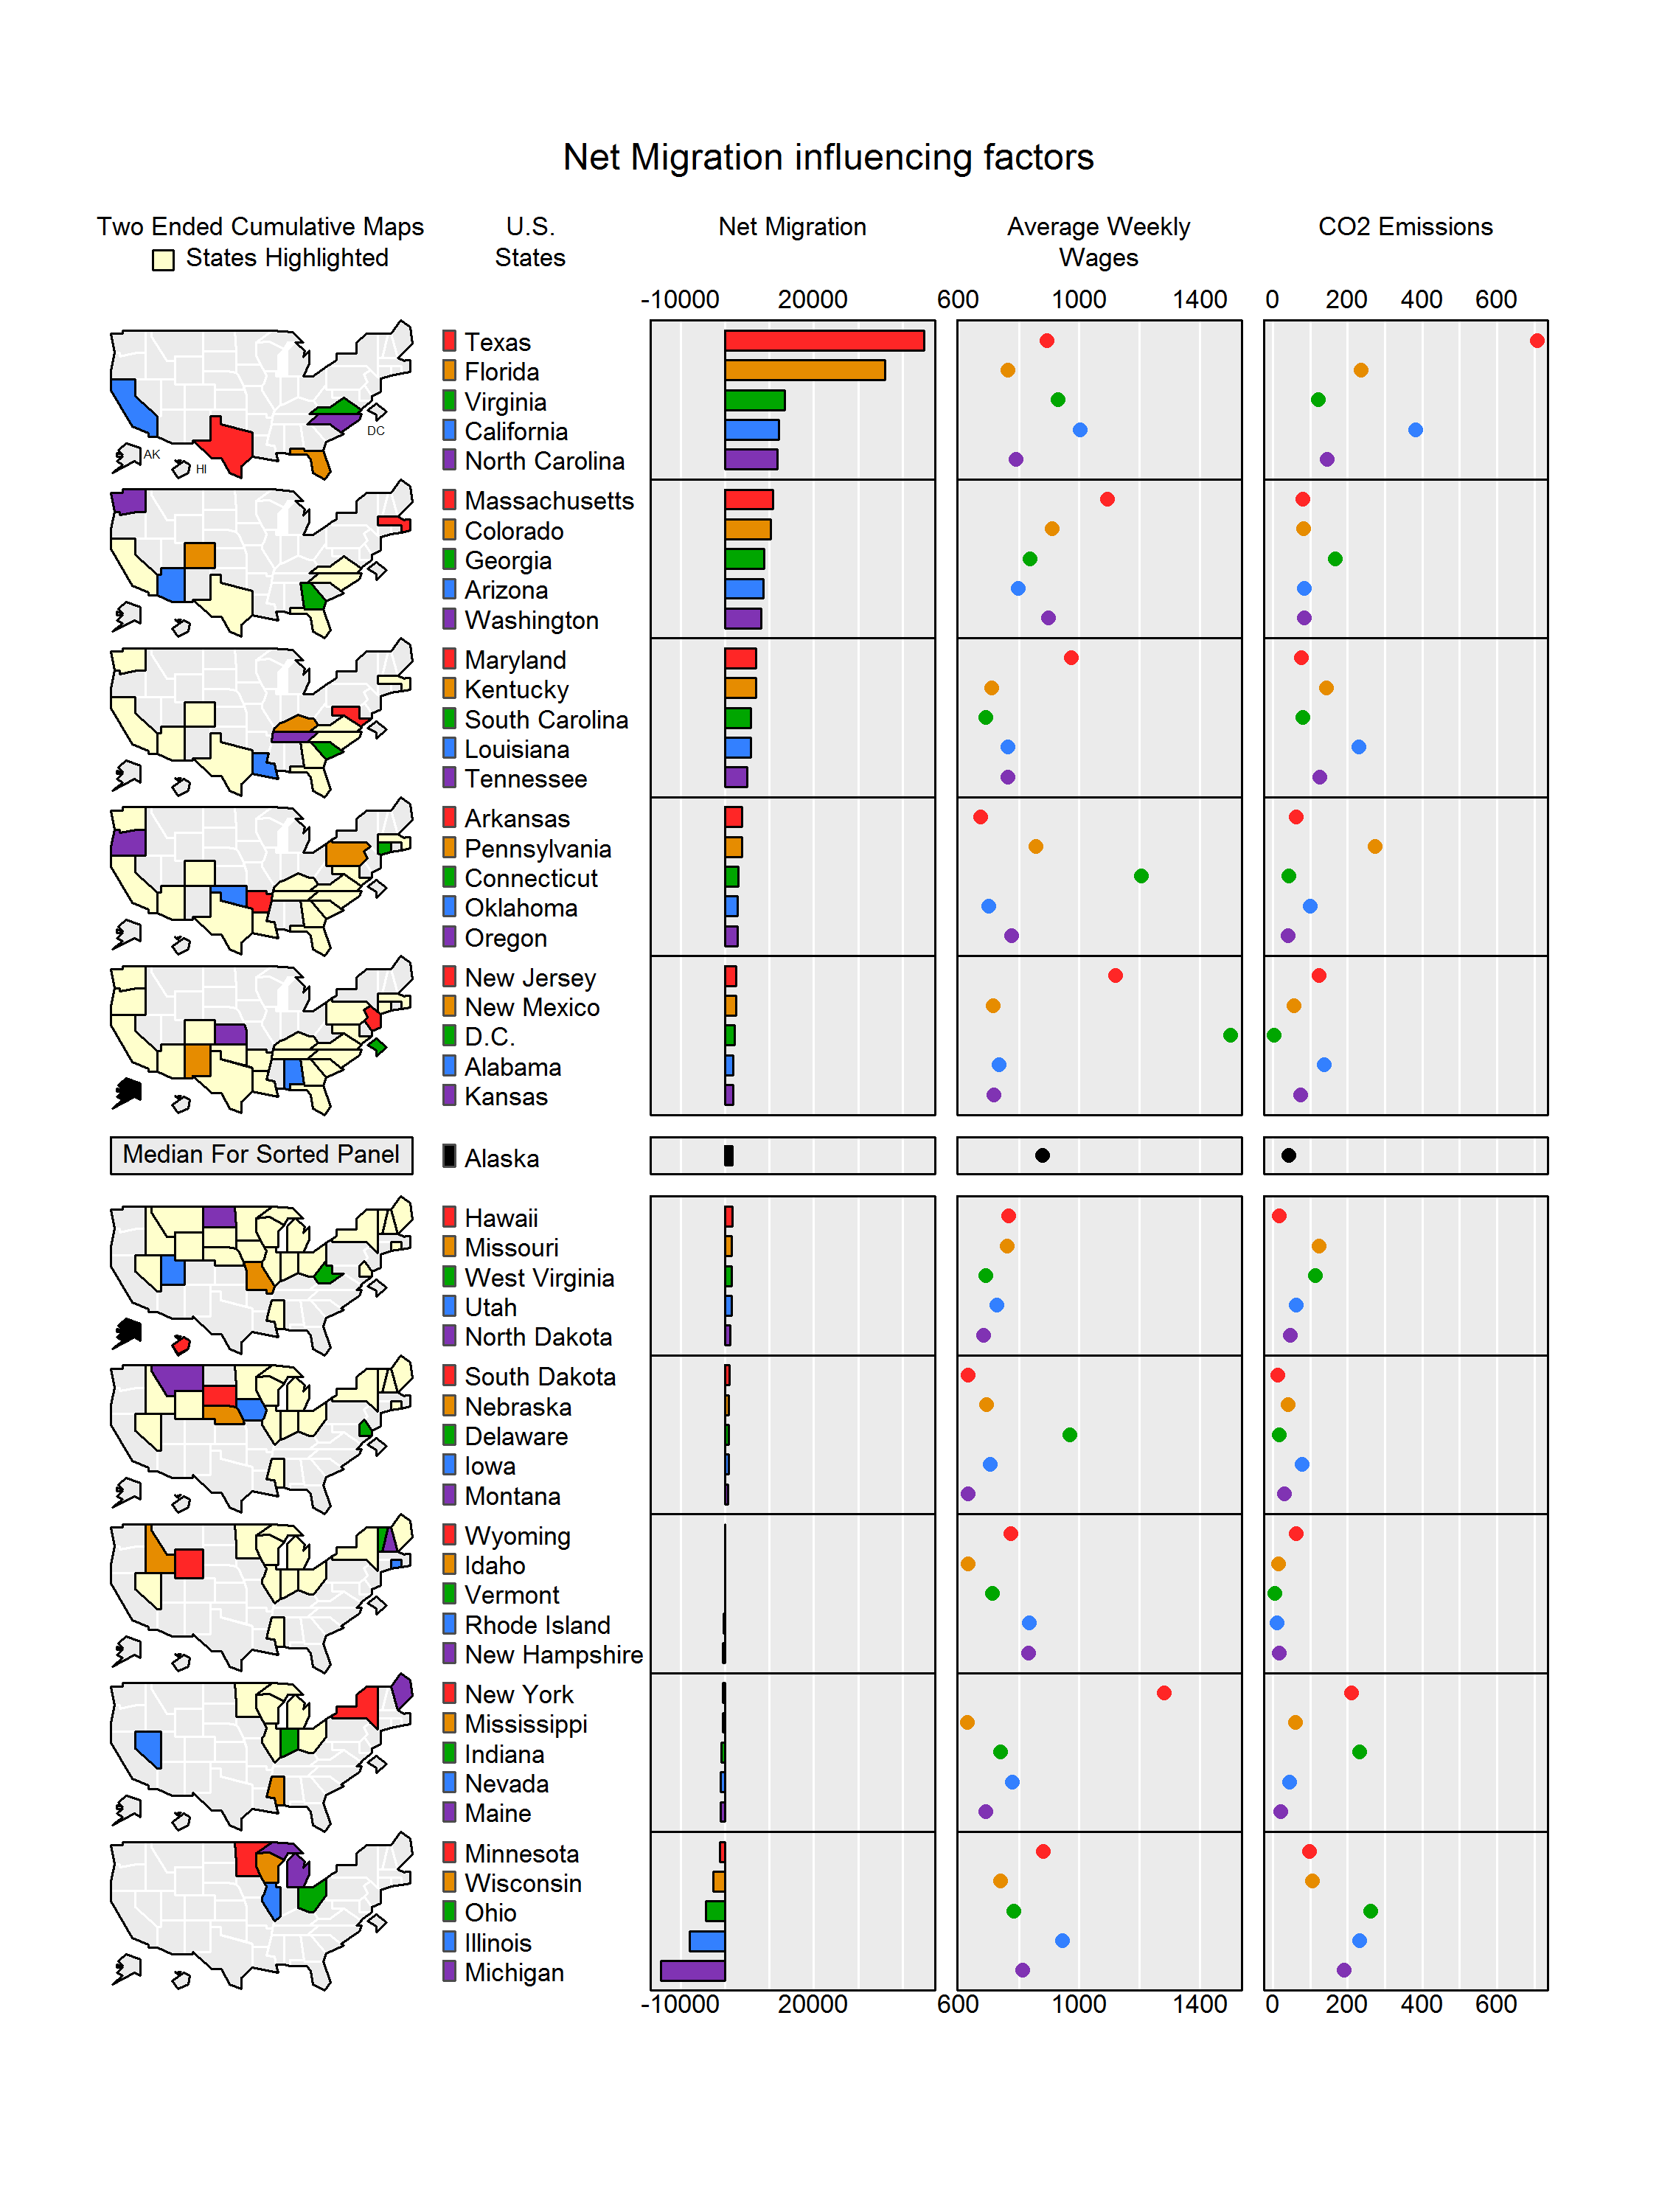 Net Migration influencing factors
Two Ended Cumulative Maps
States Highlighted
U.S.
States
Net Migration
Average Weekly
Wages
CO2 Emissions
-10000 20000 600 1000 1400 0 200 400 600
Texas
Florida
Virginia
California
North Carolina
DC
AK
HI
Massachusetts
Colorado
Georgia
Arizona
Washington
Maryland
Kentucky
South Carolina
Louisiana
Tennessee
Arkansas
Pennsylvania
Connecticut
Oklahoma
Oregon
New Jersey
New Mexico
D.C.
Alabama
Kansas
Median For Sorted Panel
Alaska
Hawaii
Missouri
West Virginia
Utah
North Dakota
South Dakota
Nebraska
Delaware
Iowa
Montana
Wyoming
Idaho
Vermont
Rhode Island
New Hampshire
New York
Mississippi
Indiana
Nevada
Maine
Minnesota
Wisconsin
Ohio
Illinois
Michigan
-10000 20000 600 1000 1400 0 200 400 600